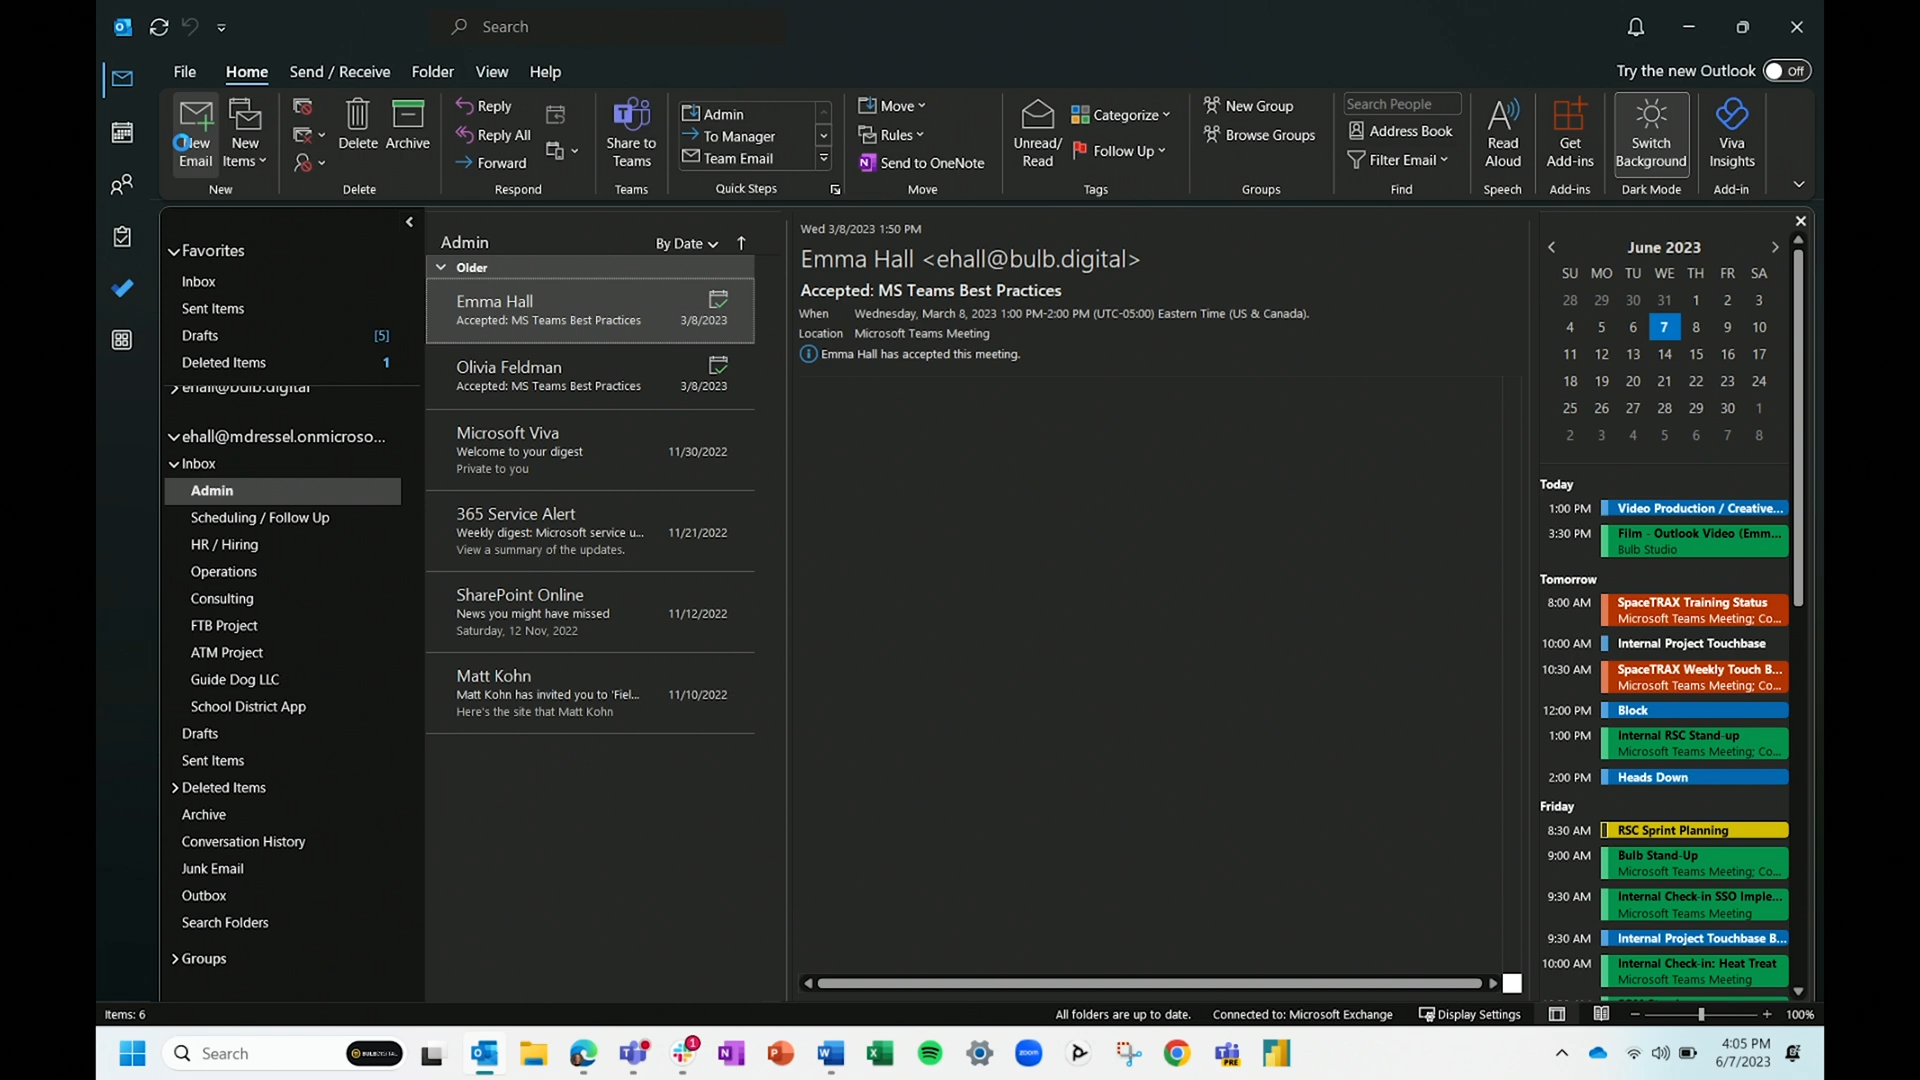 Search
File Home Send / Receive Folder View Help
Try the new Outlook Off
New Email
New Items
New
Delete
Archive
Delete
Reply
Reply All
Forward
Respond
Share to Teams
Teams
Admin
To Manager
Team Email
Quick Steps
Move
Rules
Send to OneNote
Move
Unread/ Read
Categorize
Follow Up
Tags
New Group
Browse Groups
Groups
Search People
Address Book
Filter Email
Find
Read Aloud
Speech
Get Add-ins
Add-ins
Switch Background
Dark Mode
Viva Insights
Add-in
Favorites
Inbox
Sent Items
Drafts [5]
Deleted Items 1
ehall@bulb.digital
ehall@mdressel.onmicroso...
Inbox
Admin
Scheduling / Follow Up
HR / Hiring
Operations
Consulting
FTB Project
ATM Project
Guide Dog LLC
School District App
Drafts
Sent Items
Deleted Items
Archive
Conversation History
Junk Email
Outbox
Search Folders
Groups
Admin By Date
Older
Emma Hall
Accepted: MS Teams Best Practices 3/8/2023
Olivia Feldman
Accepted: MS Teams Best Practices 3/8/2023
Microsoft Viva
Welcome to your digest 11/30/2022
Private to you
365 Service Alert
Weekly digest: Microsoft service u... 11/21/2022
View a summary of the updates.
SharePoint Online
News you might have missed 11/12/2022
Saturday, 12 Nov, 2022
Matt Kohn
Matt Kohn has invited you to 'Fiel... 11/10/2022
Here's the site that Matt Kohn
Wed 3/8/2023 1:50 PM
Emma Hall <ehall@bulb.digital>
Accepted: MS Teams Best Practices
When Wednesday, March 8, 2023 1:00 PM-2:00 PM (UTC-05:00) Eastern Time (US & Canada).
Location Microsoft Teams Meeting
Emma Hall has accepted this meeting.
June 2023
SU MO TU WE TH FR SA
28 29 30 31 1 2 3
4 5 6 7 8 9 10
11 12 13 14 15 16 17
18 19 20 21 22 23 24
25 26 27 28 29 30 1
2 3 4 5 6 7 8
Today
1:00 PM Video Production / Creative...
3:30 PM Film - Outlook Video (Emm...
Bulb Studio
Tomorrow
8:00 AM SpaceTRAX Training Status
Microsoft Teams Meeting; Co...
10:00 AM Internal Project Touchbase
10:30 AM SpaceTRAX Weekly Touch B...
Microsoft Teams Meeting; Co...
12:00 PM Block
1:00 PM Internal RSC Stand-up
Microsoft Teams Meeting; Co...
2:00 PM Heads Down
Friday
8:30 AM RSC Sprint Planning
9:00 AM Bulb Stand-Up
Microsoft Teams Meeting; Co...
9:30 AM Internal Check-in SSO Imple...
Microsoft Teams Meeting
9:30 AM Internal Project Touchbase B...
10:00 AM Internal Check-in: Heat Treat
Microsoft Teams Meeting
Items: 6 All folders are up to date. Connected to: Microsoft Exchange Display Settings 100%
Search
1
zoom
PRE
4:05 PM
6/7/2023